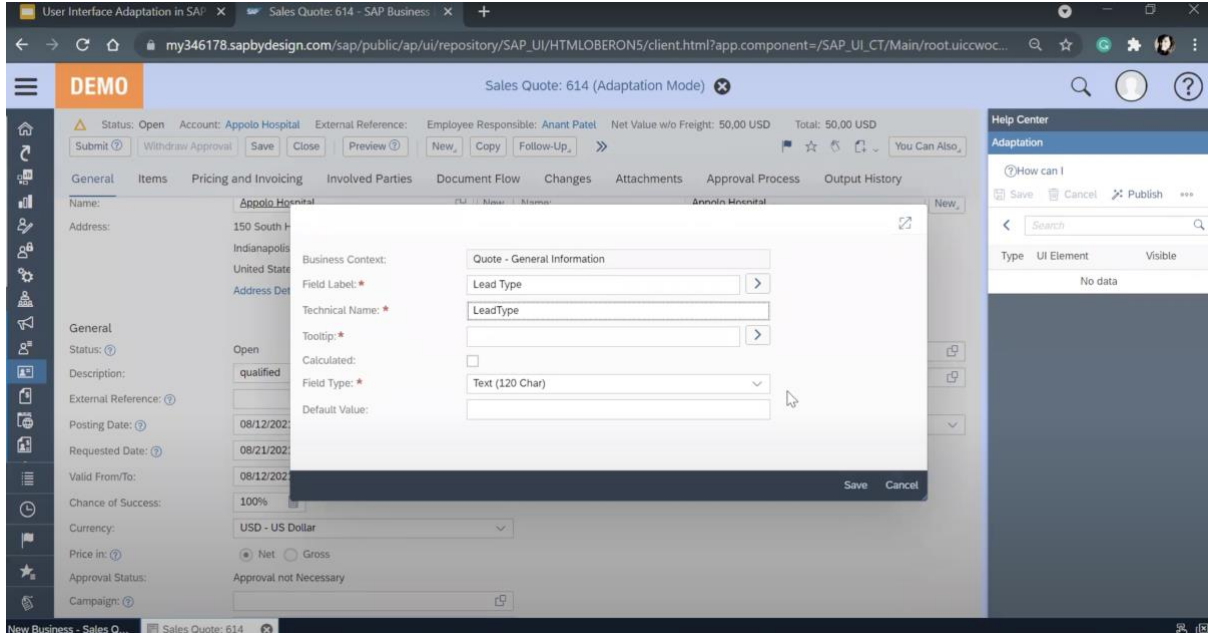 User Interface Adaptation in SAP
Sales Quote: 614 - SAP Business
my346178.sapbydesign.com/sap/public/ap/ui/repository/SAP_UI/HTMLOBERON5/client.html?app.component=/SAP_UI_CT/Main/root.uiccwoc...
DEMO
Sales Quote: 614 (Adaptation Mode)
Status: Open Account: Appolo Hospital External Reference: Employee Responsible: Anant Patel Net Value w/o Freight: 50,00 USD Total: 50,00 USD
Submit Withdraw Approval Save Close Preview New Copy Follow-Up You Can Also
General Items Pricing and Invoicing Involved Parties Document Flow Changes Attachments Approval Process Output History
Name: Appolo Hospital New Name: Appolo Hospital New
Address: 150 South H
Indianapolis
United State
Address Det
General
Status: Open
Description: qualified
External Reference:
Posting Date: 08/12/202
Requested Date: 08/21/202
Valid From/To: 08/12/202
Chance of Success: 100%
Currency: USD - US Dollar
Price in: Net Gross
Approval Status: Approval not Necessary
Campaign:
Business Context: Quote - General Information
Field Label: * Lead Type
Technical Name: * LeadType
Tooltip: *
Calculated:
Field Type: * Text (120 Char)
Default Value:
Save Cancel
Help Center
Adaptation
How can I
Save Cancel Publish
Search
Type UI Element Visible
No data
New Business - Sales Q...
Sales Quote: 614